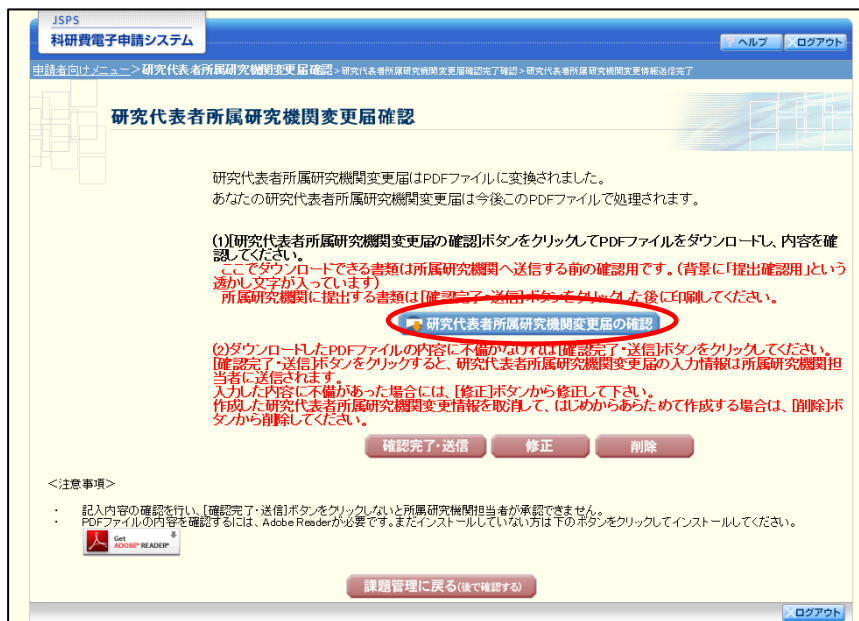 JSPS
科研費電子申請システム
? ヘルプ
ログアウト
申請者向けメニュー>研究代表者所属研究機関変更届確認>研究代表者所属研究機関変更届確認完了確認>研究代表者所属研究機関変更情報送信完了
研究代表者所属研究機関変更届確認
研究代表者所属研究機関変更届はPDFファイルに変換されました。
あなたの研究代表者所属研究機関変更届は今後このPDFファイルで処理されます。
(1)[研究代表者所属研究機関変更届の確認]ボタンをクリックしてPDFファイルをダウンロードし、内容を確
認してください。
ここでダウンロードできる書類は所属研究機関へ送信する前の確認用です。(背景に「提出確認用」という
透かし文字が入っています)
所属研究機関に提出する書類は[確認完了・送信]ボタンをクリックした後に印刷してください。
研究代表者所属研究機関変更届の確認
(2)ダウンロードしたPDFファイルの内容に不備がなければ[確認完了・送信]ボタンをクリックしてください。
[確認完了・送信]ボタンをクリックすると、研究代表者所属研究機関変更届の入力情報は所属研究機関担
当者に送信されます。
入力した内容に不備があった場合には、[修正]ボタンから修正して下さい。
作成した研究代表者所属研究機関変更情報を取消して、はじめからあらためて作成する場合は、[削除]ボ
タンから削除してください。
確認完了・送信
修正
削除
<注意事項>
・ 記入内容の確認を行い、[確認完了・送信]ボタンをクリックしないと所属研究機関担当者が承認できません。
・ PDFファイルの内容を確認するには、Adobe Readerが必要です。まだインストールしていない方は下のボタンをクリックしてインストールしてください。
Get
ADOBE® READER®
課題管理に戻る(後で確認する)
ログアウト